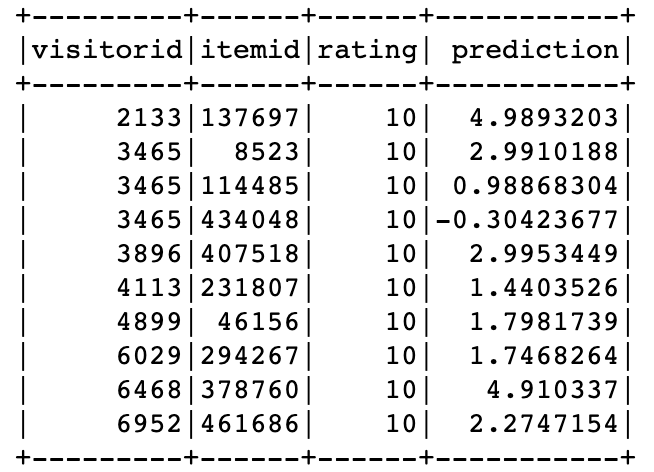 +---------+------+------+-----------+
|visitorid|itemid|rating| prediction|
+---------+------+------+-----------+
|     2133|137697|    10|  4.9893203|
|     3465|  8523|    10|  2.9910188|
|     3465|114485|    10| 0.98868304|
|     3465|434048|    10|-0.30423677|
|     3896|407518|    10|  2.9953449|
|     4113|231807|    10|  1.4403526|
|     4899| 46156|    10|  1.7981739|
|     6029|294267|    10|  1.7468264|
|     6468|378760|    10|   4.910337|
|     6952|461686|    10|  2.2747154|
+---------+------+------+-----------+